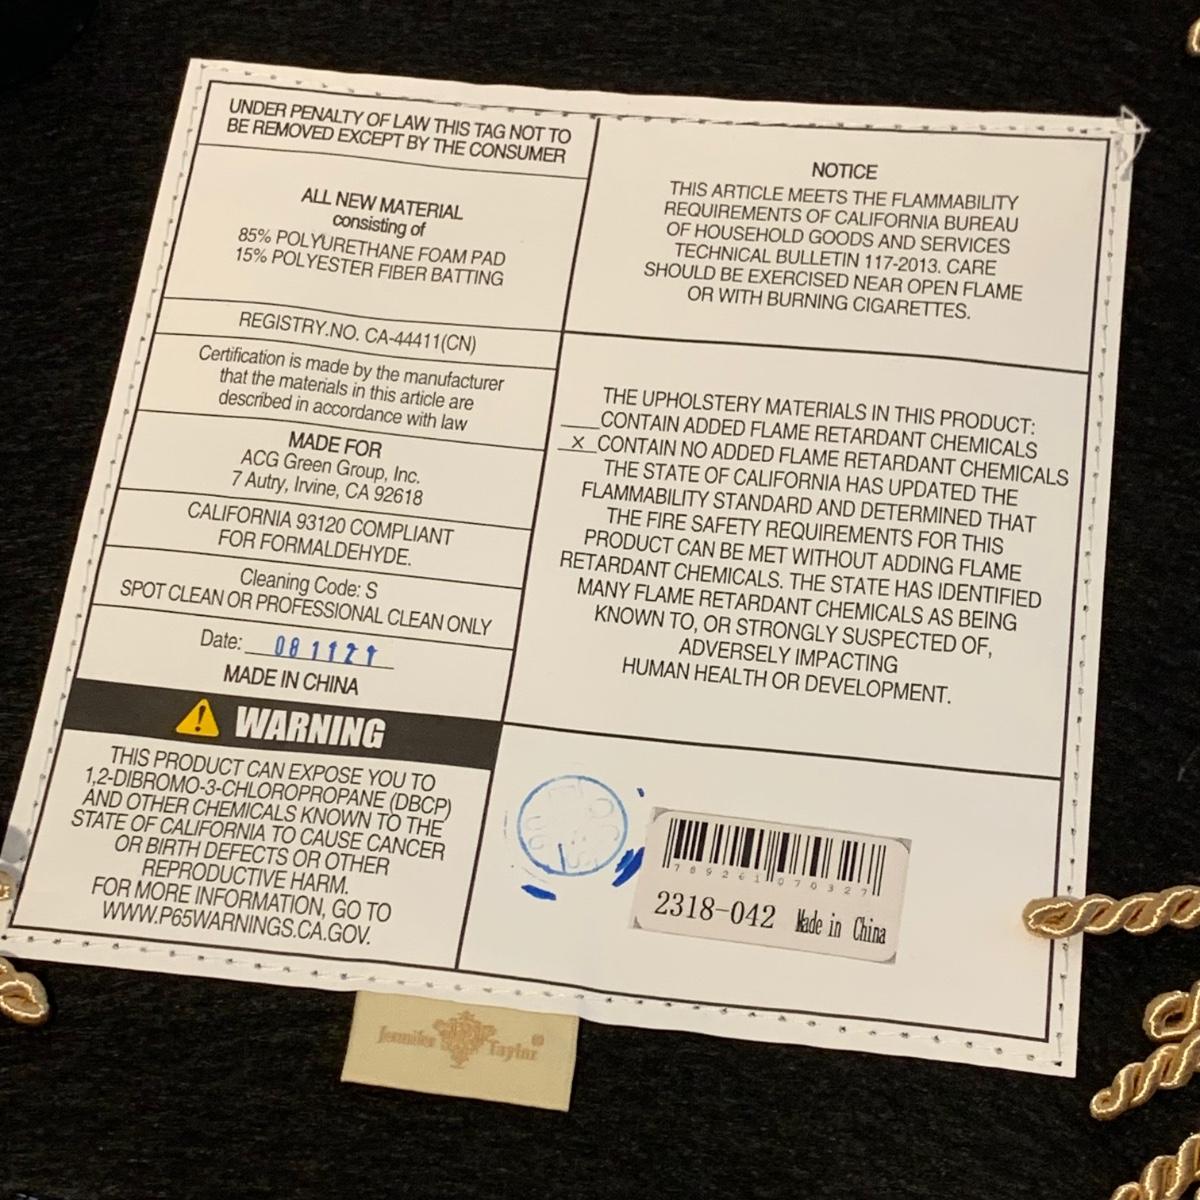 UNDER PENALTY OF LAW THIS TAG NOT TO
BE REMOVED EXCEPT BY THE CONSUMER
ALL NEW MATERIAL
consisting of
85% POLYURETHANE FOAM PAD
15% POLYESTER FIBER BATTING
REGISTRY.NO. CA-44411(CN)
Certification is made by the manufacturer
that the materials in this article are
described in accordance with law
MADE FOR
ACG Green Group, Inc.
7 Autry, Irvine, CA 92618
CALIFORNIA 93120 COMPLIANT
FOR FORMALDEHYDE.
Cleaning Code: S
SPOT CLEAN OR PROFESSIONAL CLEAN ONLY
Date: 081121
MADE IN CHINA
WARNING
THIS PRODUCT CAN EXPOSE YOU TO
1,2-DIBROMO-3-CHLOROPROPANE (DBCP)
AND OTHER CHEMICALS KNOWN TO THE
STATE OF CALIFORNIA TO CAUSE CANCER
OR BIRTH DEFECTS OR OTHER
REPRODUCTIVE HARM.
FOR MORE INFORMATION, GO TO
WWW.P65WARNINGS.CA.GOV.
NOTICE
THIS ARTICLE MEETS THE FLAMMABILITY
REQUIREMENTS OF CALIFORNIA BUREAU
OF HOUSEHOLD GOODS AND SERVICES
TECHNICAL BULLETIN 117-2013. CARE
SHOULD BE EXERCISED NEAR OPEN FLAME
OR WITH BURNING CIGARETTES.
THE UPHOLSTERY MATERIALS IN THIS PRODUCT:
___CONTAIN ADDED FLAME RETARDANT CHEMICALS
_x_CONTAIN NO ADDED FLAME RETARDANT CHEMICALS
THE STATE OF CALIFORNIA HAS UPDATED THE
FLAMMABILITY STANDARD AND DETERMINED THAT
THE FIRE SAFETY REQUIREMENTS FOR THIS
PRODUCT CAN BE MET WITHOUT ADDING FLAME
RETARDANT CHEMICALS. THE STATE HAS IDENTIFIED
MANY FLAME RETARDANT CHEMICALS AS BEING
KNOWN TO, OR STRONGLY SUSPECTED OF,
ADVERSELY IMPACTING
HUMAN HEALTH OR DEVELOPMENT.
789261070327
2318-042 Made in China
Jennifer Taylor®